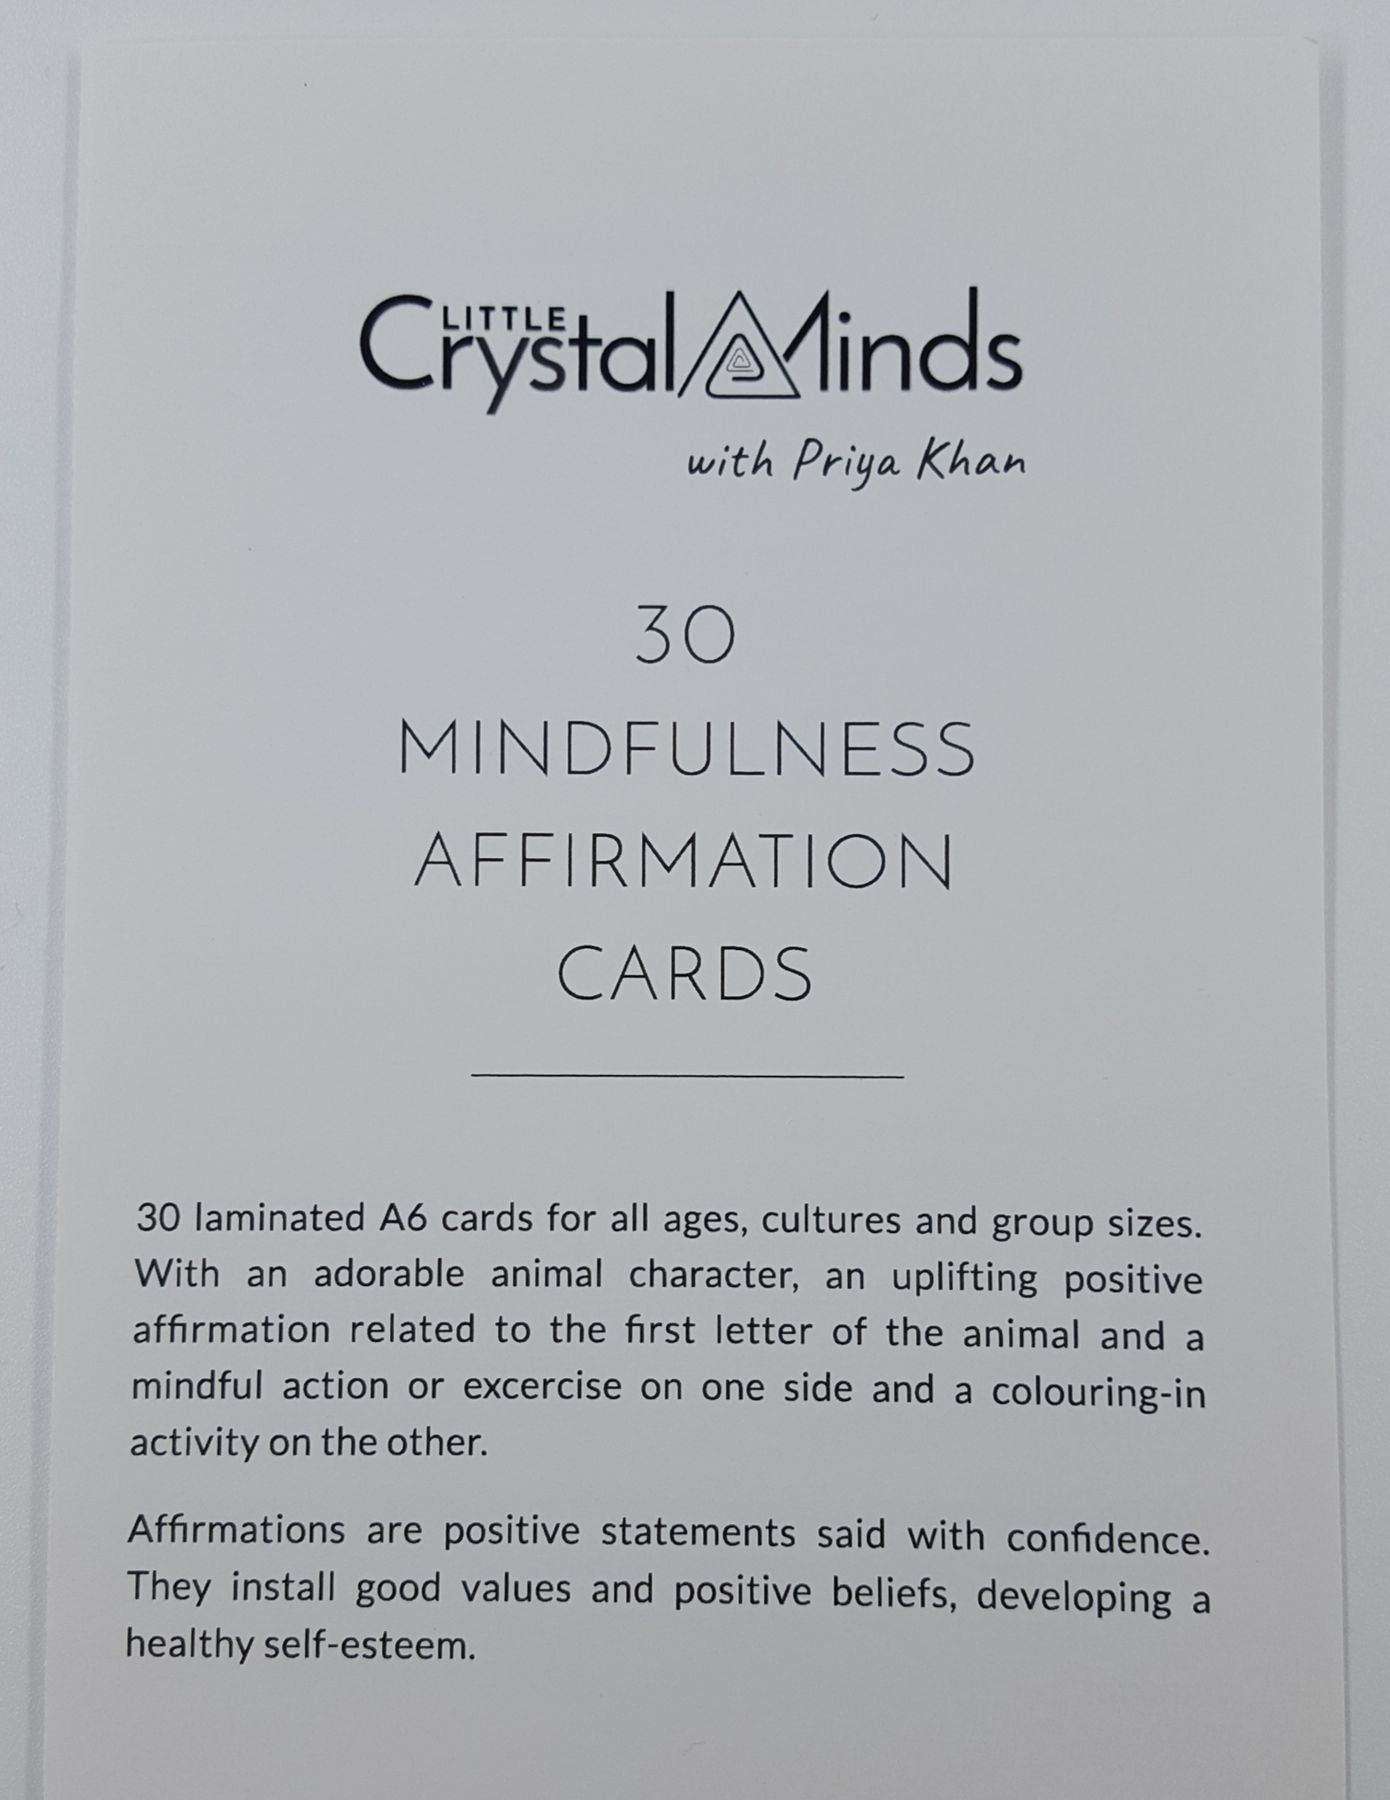 LITTLE
Crystal Minds
with Priya Khan
30
MINDFULNESS
AFFIRMATION
CARDS
30 laminated A6 cards for all ages, cultures and group sizes.
With an adorable animal character, an uplifting positive
affirmation related to the first letter of the animal and a
mindful action or excercise on one side and a colouring-in
activity on the other.
Affirmations are positive statements said with confidence.
They install good values and positive beliefs, developing a
healthy self-esteem.